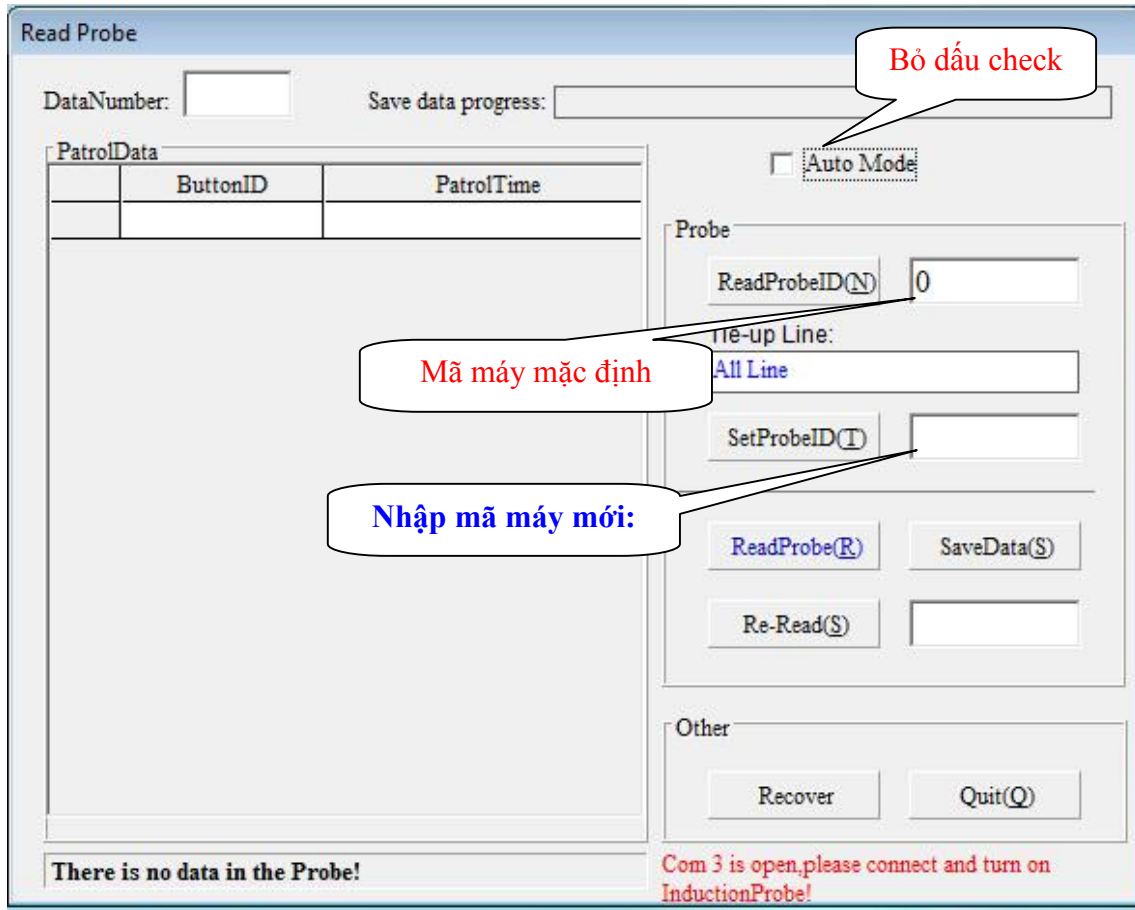 Read Probe
Bỏ dấu check
DataNumber:
Save data progress:
PatrolData
ButtonID
PatrolTime
Auto Mode
Probe
ReadProbeID(N)
0
Tie-up Line:
Mã máy mặc định
All Line
SetProbeID(T)
Nhập mã máy mới:
ReadProbe(R)
SaveData(S)
Re-Read(S)
Other
Recover
Quit(Q)
There is no data in the Probe!
Com 3 is open,please connect and turn on
InductionProbe!